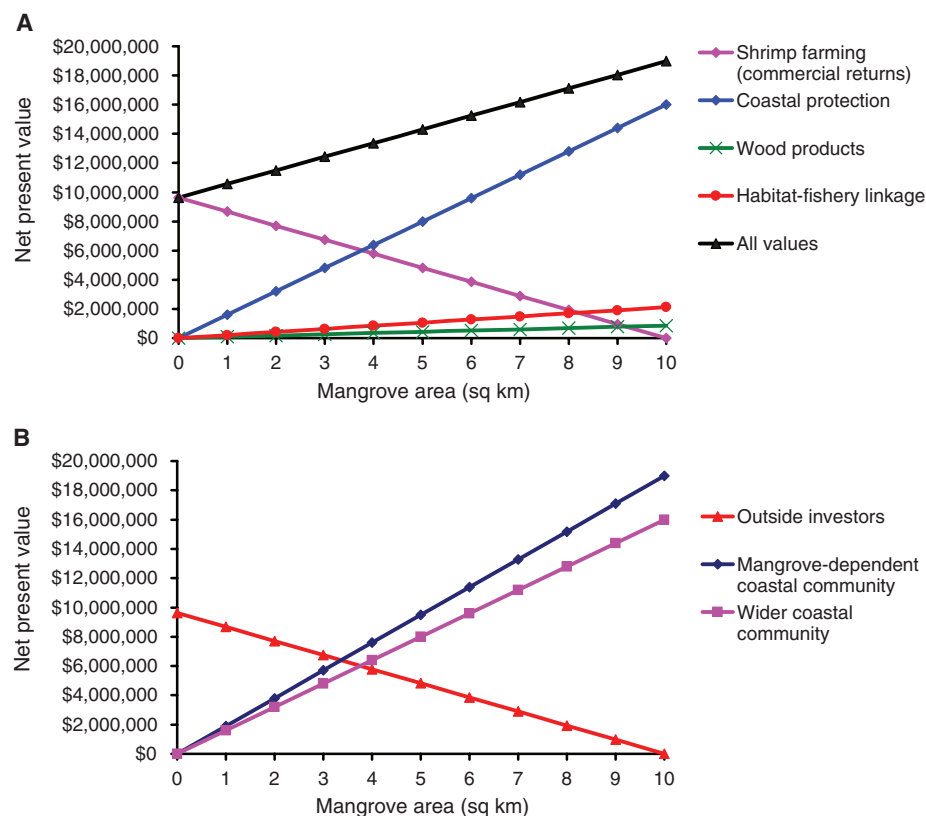 A
$20,000,000
$18,000,000
$16,000,000
$14,000,000
$12,000,000
$10,000,000
$8,000,000
$6,000,000
$4,000,000
$2,000,000
$0
Net present value
0 1 2 3 4 5 6 7 8 9 10
Mangrove area (sq km)
Shrimp farming
(commercial returns)
Coastal protection
Wood products
Habitat-fishery linkage
All values
B
$20,000,000
$18,000,000
$16,000,000
$14,000,000
$12,000,000
$10,000,000
$8,000,000
$6,000,000
$4,000,000
$2,000,000
$0
Net present value
0 1 2 3 4 5 6 7 8 9 10
Mangrove area (sq km)
Outside investors
Mangrove-dependent
coastal community
Wider coastal
community